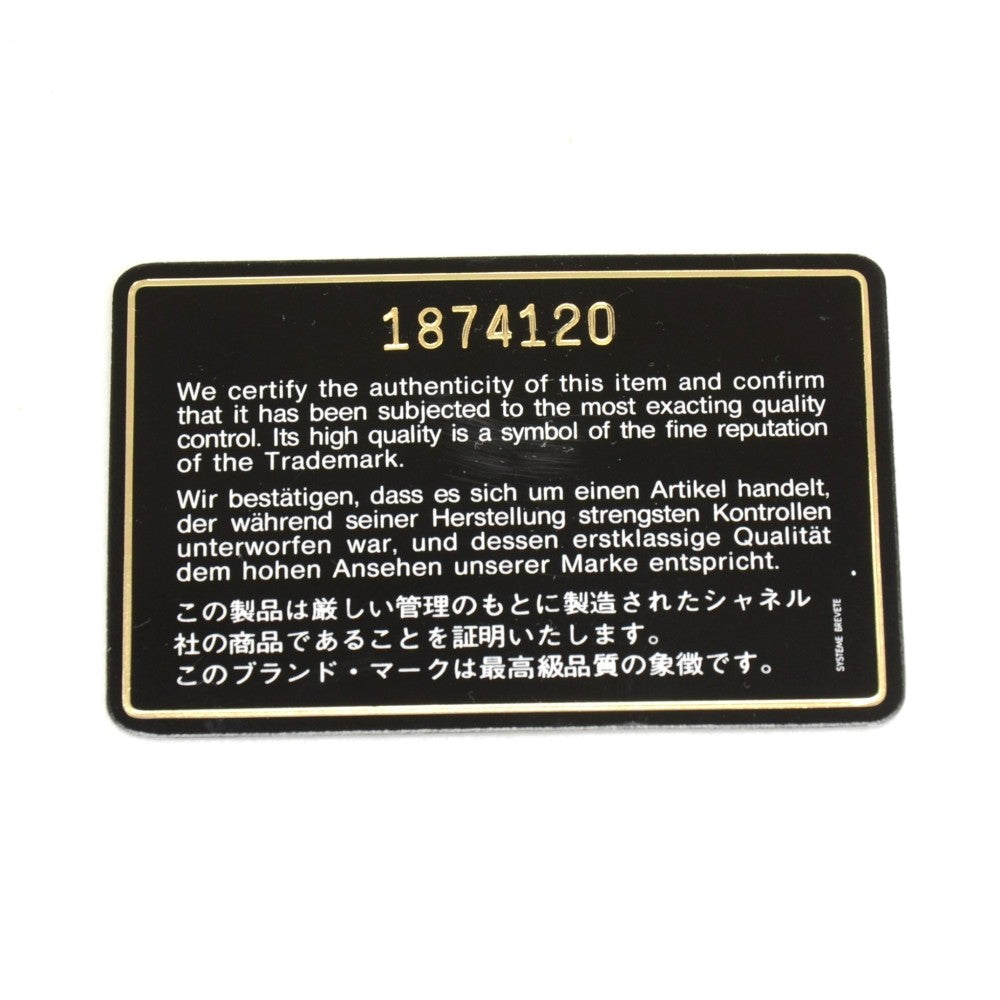 1874120
We certify the authenticity of this item and confirm
that it has been subjected to the most exacting quality
control. Its high quality is a symbol of the fine reputation
of the Trademark.
Wir bestätigen, dass es sich um einen Artikel handelt,
der während seiner Herstellung strengsten Kontrollen
unterworfen war, und dessen erstklassige Qualität
dem hohen Ansehen unserer Marke entspricht.
この製品は厳しい管理のもとに製造されたシャネル
社の商品であることを証明いたします。
このブランド・マークは最高級品質の象徴です。
SYSTEME BREVETE